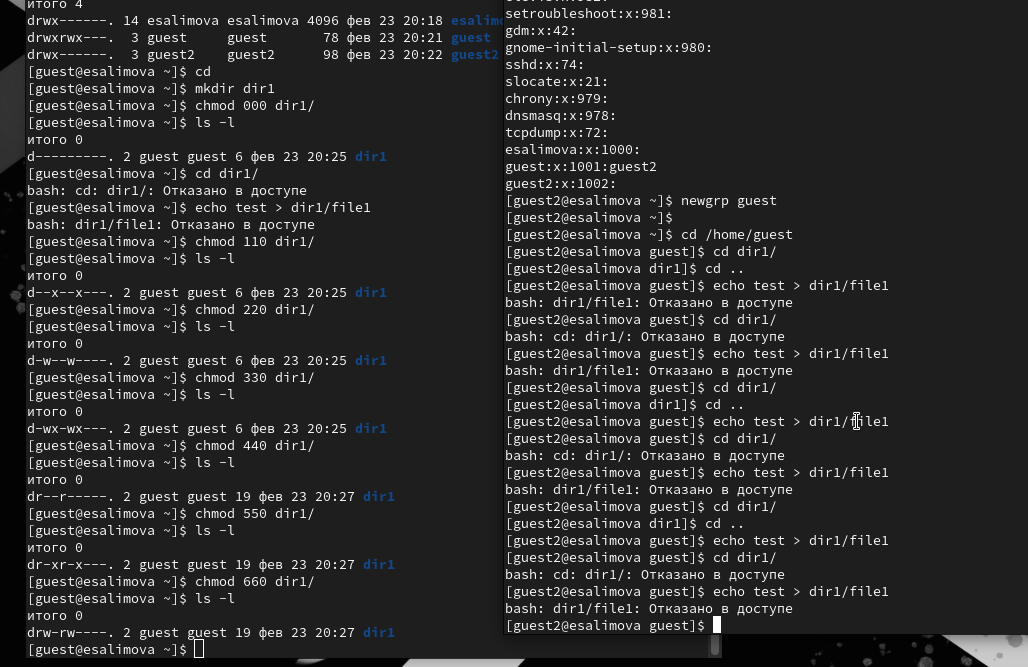 итого 4
drwx------. 14 esalimova esalimova 4096 фев 23 20:18
drwxrwx---. 3 guest guest 78 фев 23 20:21 guest
drwx------. 3 guest2 guest2 98 фев 23 20:22 guest2
[guest@esalimova ~]$ cd
[guest@esalimova ~]$ mkdir dir1
[guest@esalimova ~]$ chmod 000 dir1/
[guest@esalimova ~]$ ls -l
итого 0
d---------. 2 guest guest 6 фев 23 20:25 dir1
[guest@esalimova ~]$ cd dir1/
bash: cd: dir1/: Отказано в доступе
[guest@esalimova ~]$ echo test > dir1/file1
bash: dir1/file1: Отказано в доступе
[guest@esalimova ~]$ chmod 110 dir1/
[guest@esalimova ~]$ ls -l
итого 0
d--x--x---. 2 guest guest 6 фев 23 20:25 dir1
[guest@esalimova ~]$ chmod 220 dir1/
[guest@esalimova ~]$ ls -l
итого 0
d-w--w----. 2 guest guest 6 фев 23 20:25 dir1
[guest@esalimova ~]$ chmod 330 dir1/
[guest@esalimova ~]$ ls -l
итого 0
d-wx-wx---. 2 guest guest 6 фев 23 20:25 dir1
[guest@esalimova ~]$ chmod 440 dir1/
[guest@esalimova ~]$ ls -l
итого 0
dr--r-----. 2 guest guest 19 фев 23 20:27 dir1
[guest@esalimova ~]$ chmod 550 dir1/
[guest@esalimova ~]$ ls -l
итого 0
dr-xr-x---. 2 guest guest 19 фев 23 20:27 dir1
[guest@esalimova ~]$ chmod 660 dir1/
[guest@esalimova ~]$ ls -l
итого 0
drw-rw----. 2 guest guest 19 фев 23 20:27 dir1
[guest@esalimova ~]$
setroubleshoot:x:981:
gdm:x:42:
gnome-initial-setup:x:980:
sshd:x:74:
slocate:x:21:
chrony:x:979:
dnsmasq:x:978:
tcpdump:x:72:
esalimova:x:1000:
guest:x:1001:guest2
guest2:x:1002:
[guest2@esalimova ~]$ newgrp guest
[guest2@esalimova ~]$
[guest2@esalimova ~]$ cd /home/guest
[guest2@esalimova guest]$ cd dir1/
[guest2@esalimova dir1]$ cd ..
[guest2@esalimova guest]$ echo test > dir1/file1
bash: dir1/file1: Отказано в доступе
[guest2@esalimova guest]$ cd dir1/
bash: cd: dir1/: Отказано в доступе
[guest2@esalimova guest]$ echo test > dir1/file1
bash: dir1/file1: Отказано в доступе
[guest2@esalimova guest]$ cd dir1/
[guest2@esalimova dir1]$ cd ..
[guest2@esalimova guest]$ echo test > dir1/file1
[guest2@esalimova guest]$ cd dir1/
bash: cd: dir1/: Отказано в доступе
[guest2@esalimova guest]$ echo test > dir1/file1
bash: dir1/file1: Отказано в доступе
[guest2@esalimova guest]$ cd dir1/
[guest2@esalimova dir1]$ cd ..
[guest2@esalimova guest]$ echo test > dir1/file1
[guest2@esalimova guest]$ cd dir1/
bash: cd: dir1/: Отказано в доступе
[guest2@esalimova guest]$ echo test > dir1/file1
bash: dir1/file1: Отказано в доступе
[guest2@esalimova guest]$